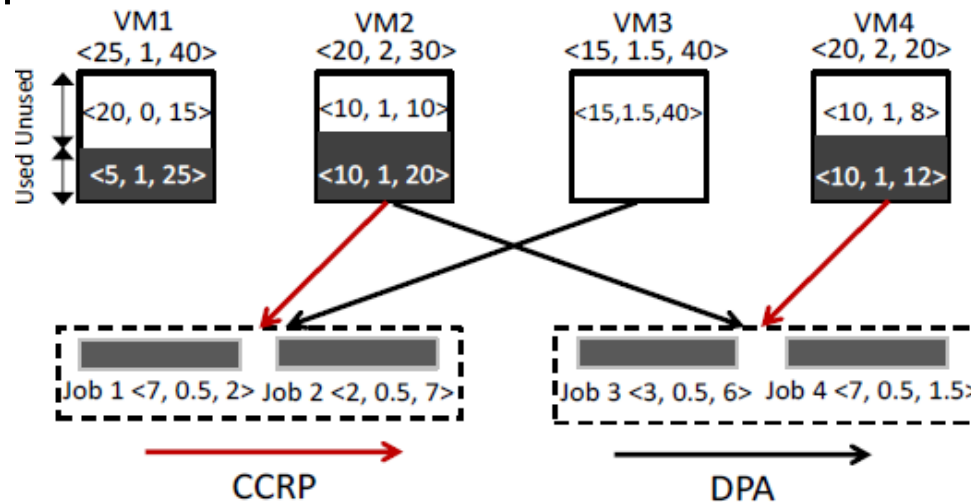 VM1 VM2 VM3 VM4
<25, 1, 40> <20, 2, 30> <15, 1.5, 40> <20, 2, 20>
Used Unused
<20, 0, 15> <10, 1, 10> <15,1.5,40> <10, 1, 8>
<5, 1, 25> <10, 1, 20> <10, 1, 12>
Job 1 <7, 0.5, 2> Job 2 <2, 0.5, 7> Job 3 <3, 0.5, 6> Job 4 <7, 0.5, 1.5>
CCRP DPA